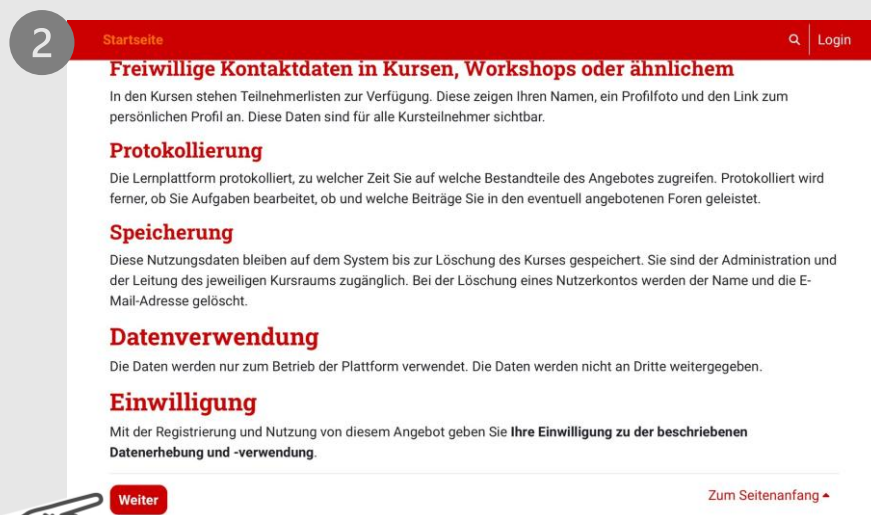 2
Startseite
Login
Freiwillige Kontaktdaten in Kursen, Workshops oder ähnlichem
In den Kursen stehen Teilnehmerlisten zur Verfügung. Diese zeigen Ihren Namen, ein Profilfoto und den Link zum
persönlichen Profil an. Diese Daten sind für alle Kursteilnehmer sichtbar.
Protokollierung
Die Lernplattform protokolliert, zu welcher Zeit Sie auf welche Bestandteile des Angebotes zugreifen. Protokolliert wird
ferner, ob Sie Aufgaben bearbeitet, ob und welche Beiträge Sie in den eventuell angebotenen Foren geleistet.
Speicherung
Diese Nutzungsdaten bleiben auf dem System bis zur Löschung des Kurses gespeichert. Sie sind der Administration und
der Leitung des jeweiligen Kursraums zugänglich. Bei der Löschung eines Nutzerkontos werden der Name und die E-
Mail-Adresse gelöscht.
Datenverwendung
Die Daten werden nur zum Betrieb der Plattform verwendet. Die Daten werden nicht an Dritte weitergegeben.
Einwilligung
Mit der Registrierung und Nutzung von diesem Angebot geben Sie Ihre Einwilligung zu der beschriebenen
Datenerhebung und -verwendung.
Weiter
Zum Seitenanfang